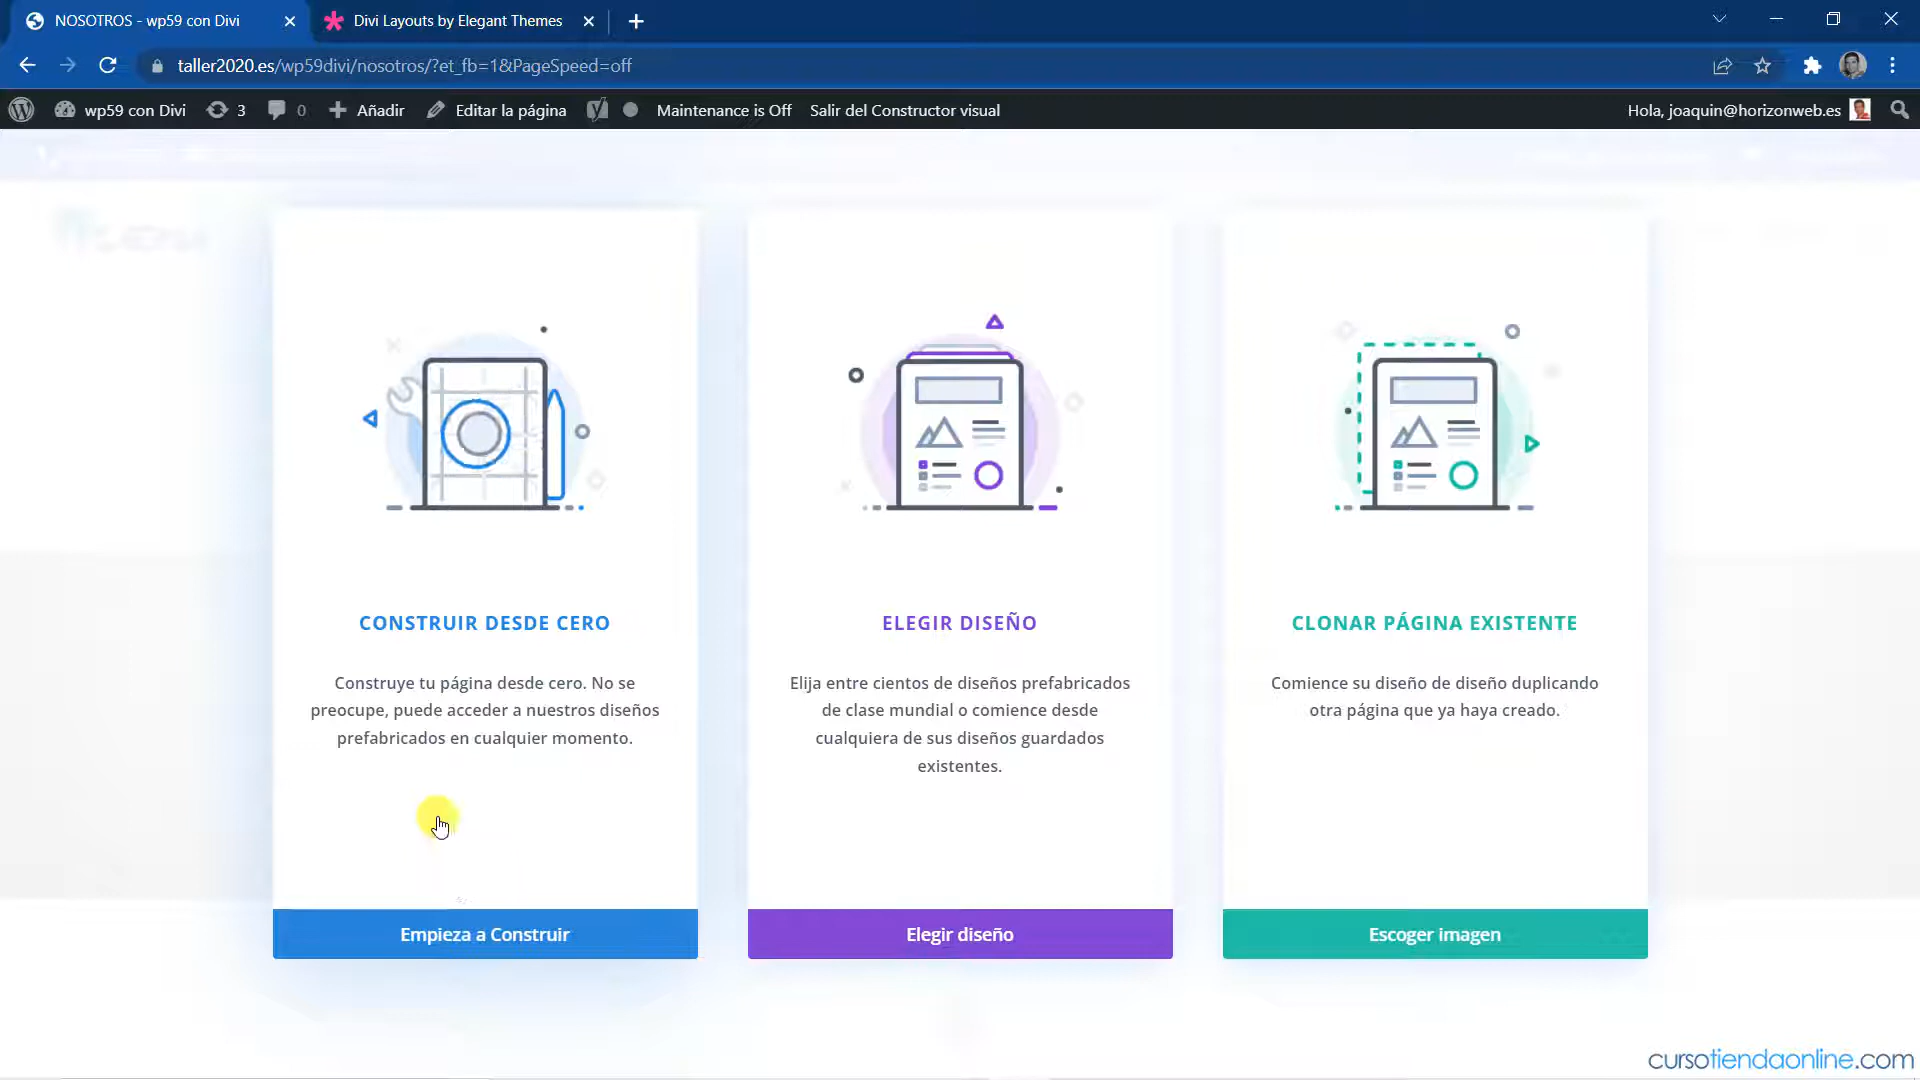 NOSOTROS - wp59 con Divi
Divi Layouts by Elegant Themes
taller2020.es/wp59divi/nosotros/?et_fb=1&PageSpeed=off
wp59 con Divi
3
0
Añadir
Editar la página
Maintenance is Off
Salir del Constructor visual
Hola, joaquin@horizonweb.es
CONSTRUIR DESDE CERO
Construye tu página desde cero. No se
preocupe, puede acceder a nuestros diseños
prefabricados en cualquier momento.
Empieza a Construir
ELEGIR DISEÑO
Elija entre cientos de diseños prefabricados
de clase mundial o comience desde
cualquiera de sus diseños guardados
existentes.
Elegir diseño
CLONAR PÁGINA EXISTENTE
Comience su diseño de diseño duplicando
otra página que ya haya creado.
Escoger imagen
cursotiendaonline.com